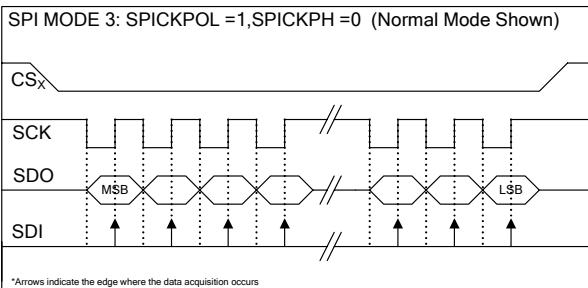 SPI MODE 3: SPICKPOL =1,SPICKPH =0 (Normal Mode Shown)
CSX
SCK
SDO
MSB
LSB
SDI
*Arrows indicate the edge where the data acquisition occurs